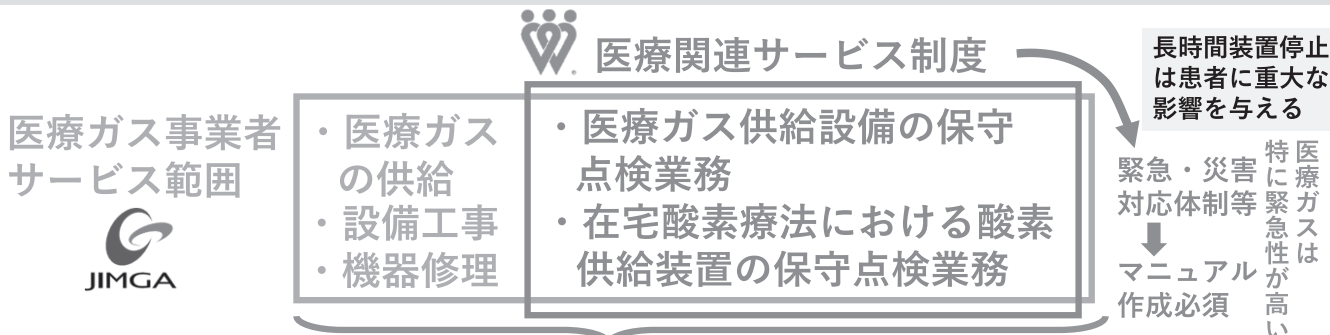 医療関連サービス制度
長時間装置停止
は患者に重大な
影響を与える
医療ガス事業者
サービス範囲
JIMGA
・医療ガス
の供給
・設備工事
・機器修理
・医療ガス供給設備の保守
点検業務
・在宅酸素療法における酸素
供給装置の保守点検業務
緊急・災害
対応体制等
マニュアル
作成必須
医療ガスは
特に緊急性が高い